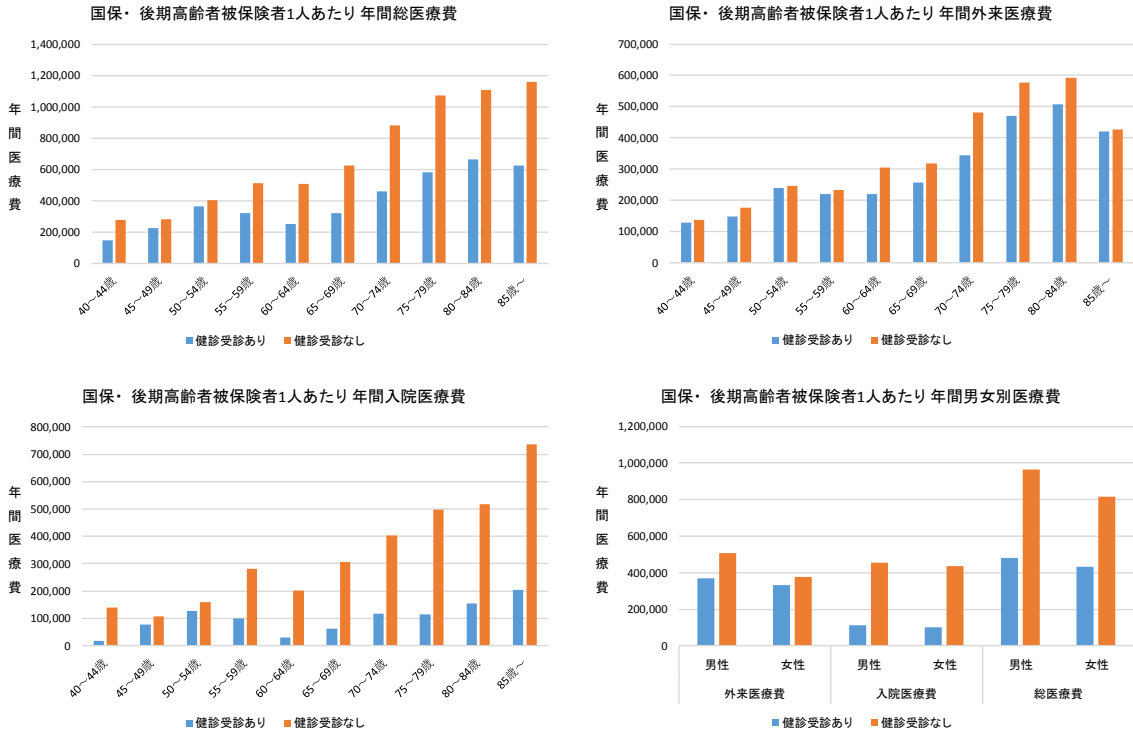 国保・後期高齢者被保険者1人あたり 年間総医療費
年間医療費
1,400,000
1,200,000
1,000,000
800,000
600,000
400,000
200,000
0
40～44歳
45～49歳
50～54歳
55～59歳
60～64歳
65～69歳
70～74歳
75～79歳
80～84歳
85歳～
健診受診あり
健診受診なし
国保・後期高齢者被保険者1人あたり 年間外来医療費
年間医療費
700,000
600,000
500,000
400,000
300,000
200,000
100,000
0
40～44歳
45～49歳
50～54歳
55～59歳
60～64歳
65～69歳
70～74歳
75～79歳
80～84歳
85歳～
健診受診あり
健診受診なし
国保・後期高齢者被保険者1人あたり 年間入院医療費
年間医療費
800,000
700,000
600,000
500,000
400,000
300,000
200,000
100,000
0
40～44歳
45～49歳
50～54歳
55～59歳
60～64歳
65～69歳
70～74歳
75～79歳
80～84歳
85歳～
健診受診あり
健診受診なし
国保・後期高齢者被保険者1人あたり 年間男女別医療費
年間医療費
1,200,000
1,000,000
800,000
600,000
400,000
200,000
0
男性
女性
男性
女性
男性
女性
外来医療費
入院医療費
総医療費
健診受診あり
健診受診なし